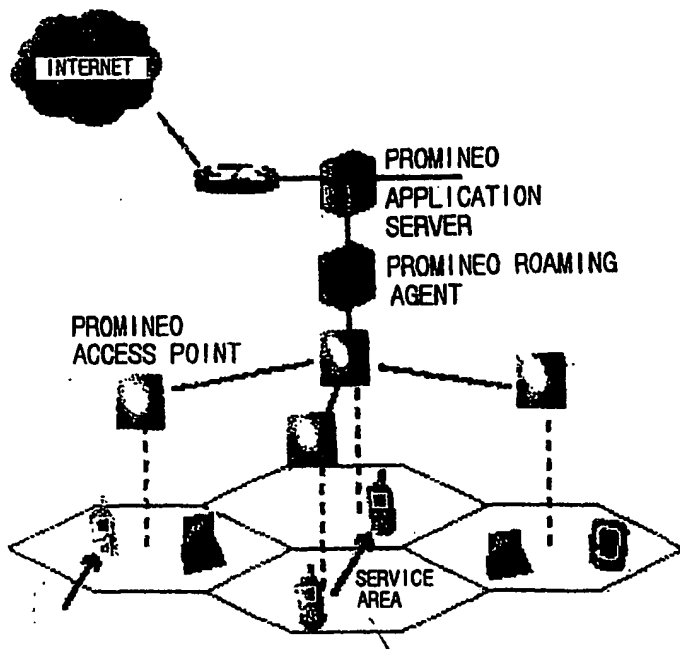 INTERNET
PROMINEO
APPLICATION
SERVER
PROMINEO ROAMING
AGENT
PROMINEO
ACCESS POINT
SERVICE
AREA